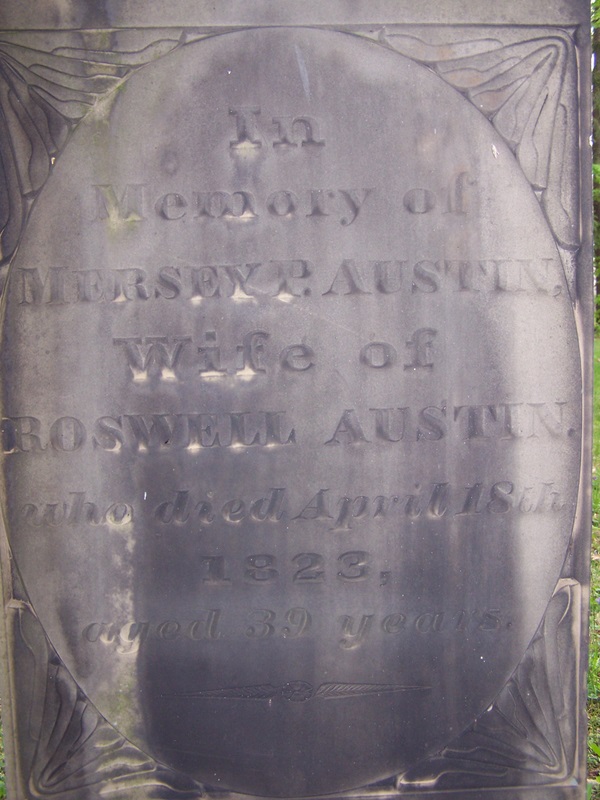 In
Memory of
MERSEY P. AUSTIN,
Wife of
ROSWELL AUSTIN.
who died April 18th
1823,
aged 39 years.